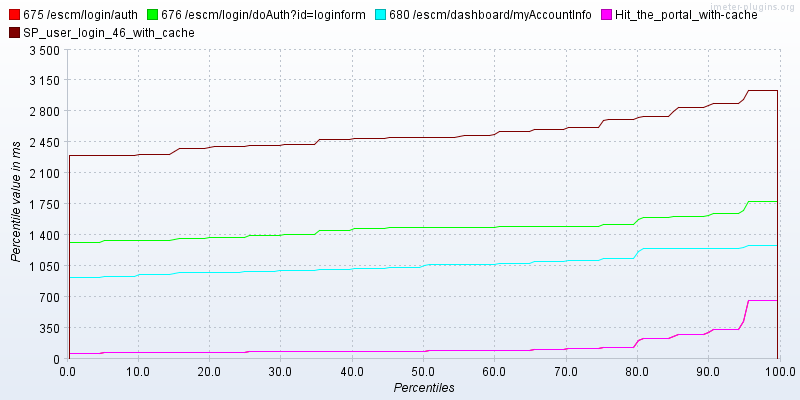 jmeter-plugins.org
675 /escm/login/auth 676 /escm/login/doAuth?id=loginform 680 /escm/dashboard/myAccountInfo Hit_the_portal_with-cache
SP_user_login_46_with_cache
3 500
3 150
2 800
2 450
2 100
1 750
1 400
1 050
700
350
0
Percentile value in ms
0.0 10.0 20.0 30.0 40.0 50.0 60.0 70.0 80.0 90.0 100.0
Percentiles